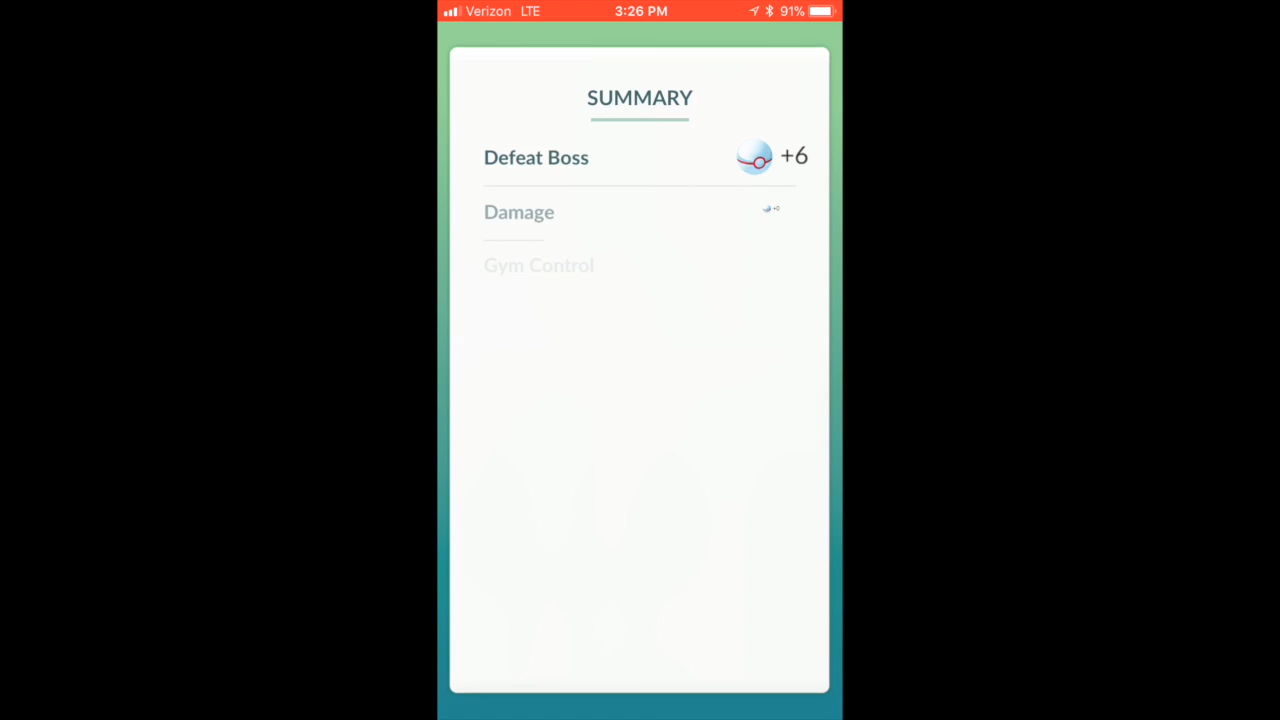 Verizon LTE 3:26 PM 91%
SUMMARY
Defeat Boss +6
Damage
Gym Control